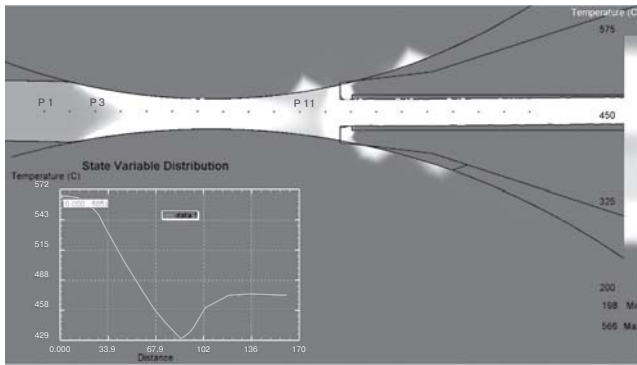 Temperature (C)
575
P 1
P 3
P 11
450
State Variable Distribution
Temperature (C)
572
543
data 1
515
325
488
458
200
198
429
566 Max
0.000
33.9
67.9
102
136
170
Distance